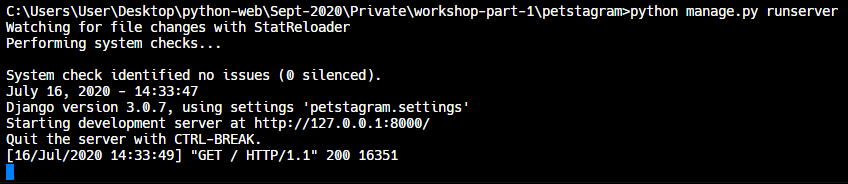 C:\Users\User\Desktop\python-web\Sept-2020\Private\workshop-part-1\petstagram>python manage.py runserver
Watching for file changes with StatReloader
Performing system checks...
System check identified no issues (0 silenced).
July 16, 2020 - 14:33:47
Django version 3.0.7, using settings 'petstagram.settings'
Starting development server at http://127.0.0.1:8000/
Quit the server with CTRL-BREAK.
[16/Jul/2020 14:33:49] "GET / HTTP/1.1" 200 16351